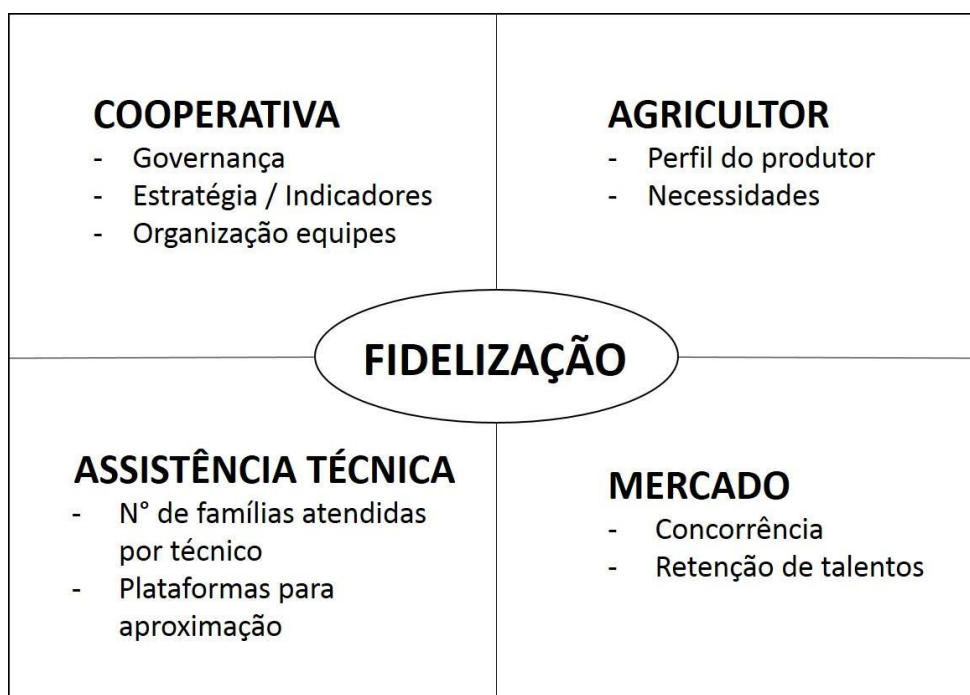 COOPERATIVA
- Governança
- Estratégia / Indicadores
- Organização equipes
AGRICULTOR
- Perfil do produtor
- Necessidades
FIDELIZAÇÃO
ASSISTÊNCIA TÉCNICA
- N° de famílias atendidas
por técnico
- Plataformas para
aproximação
MERCADO
- Concorrência
- Retenção de talentos